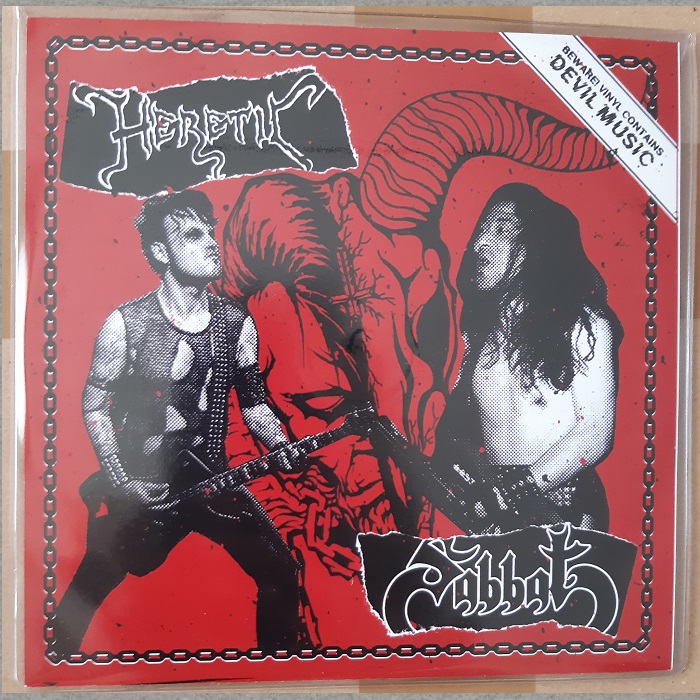 HERETIC
BEWARE! VINYL CONTAINS
DEVIL MUSIC
Sabbat